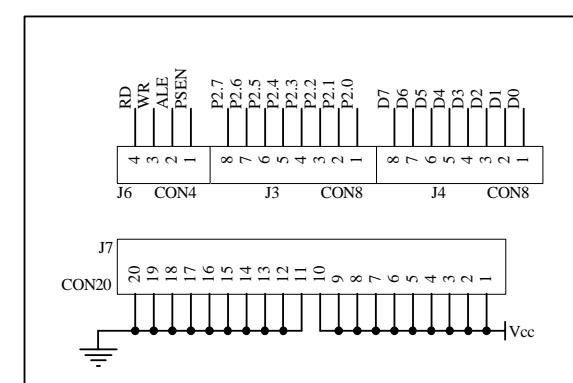 RD WR ALE PSEN P2.7 P2.6 P2.5 P2.4 P2.3 P2.2 P2.1 P2.0 D7 D6 D5 D4 D3 D2 D1 D0
4 3 2 1 8 7 6 5 4 3 2 1 8 7 6 5 4 3 2 1
J6 CON4 J3 CON8 J4 CON8
J7
CON20
20 19 18 17 16 15 14 13 12 11 10 9 8 7 6 5 4 3 2 1
Vcc